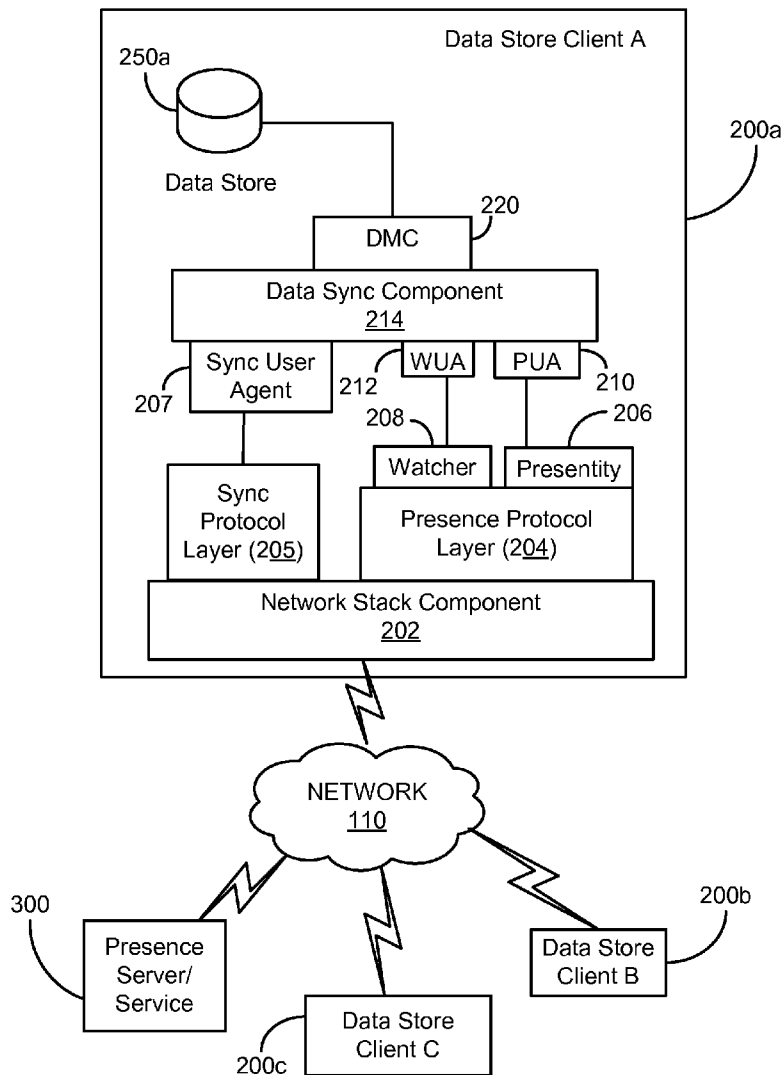 Data Store Client A
250a
200a
Data Store
220
DMC
Data Sync Component
214
Sync User
Agent
207
212
WUA
PUA
210
208
206
Watcher
Presentity
Sync
Protocol
Layer (205)
Presence Protocol
Layer (204)
Network Stack Component
202
NETWORK
110
300
Presence
Server/
Service
200c
Data Store
Client C
200b
Data Store
Client B